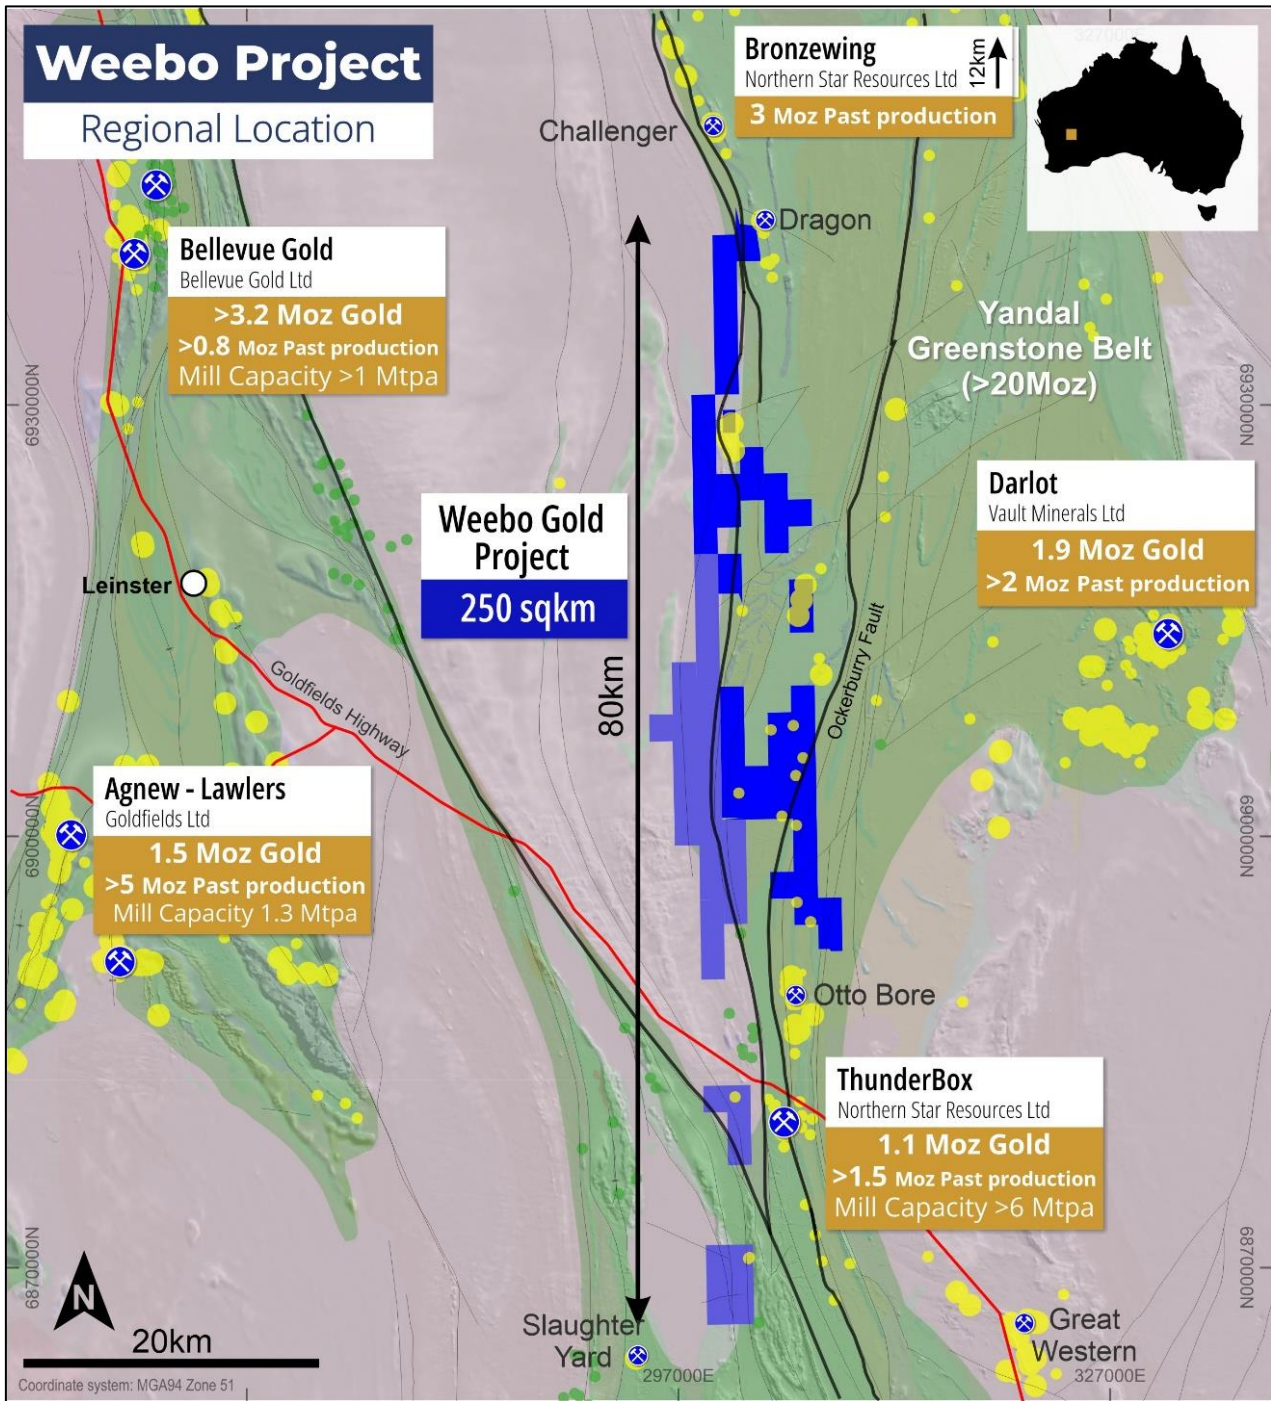 Weebo Project
Regional Location
Bronzewing
Northern Star Resources Ltd
12km
3 Moz Past production
327000E
Challenger
Dragon
Bellevue Gold
Bellevue Gold Ltd
>3.2 Moz Gold
>0.8 Moz Past production
Mill Capacity >1 Mtpa
Yandal
Greenstone Belt
(>20Moz)
6930000N
6930000N
Darlot
Vault Minerals Ltd
1.9 Moz Gold
>2 Moz Past production
Weebo Gold
Project
250 sqkm
Leinster
80km
Ockerburry Fault
Goldfields Highway
Agnew - Lawlers
Goldfields Ltd
1.5 Moz Gold
>5 Moz Past production
Mill Capacity 1.3 Mtpa
6900000N
6900000N
Otto Bore
ThunderBox
Northern Star Resources Ltd
1.1 Moz Gold
>1.5 Moz Past production
Mill Capacity >6 Mtpa
6870000N
6870000N
N
20km
Slaughter
Yard
Great
Western
297000E
327000E
Coordinate system: MGA94 Zone 51